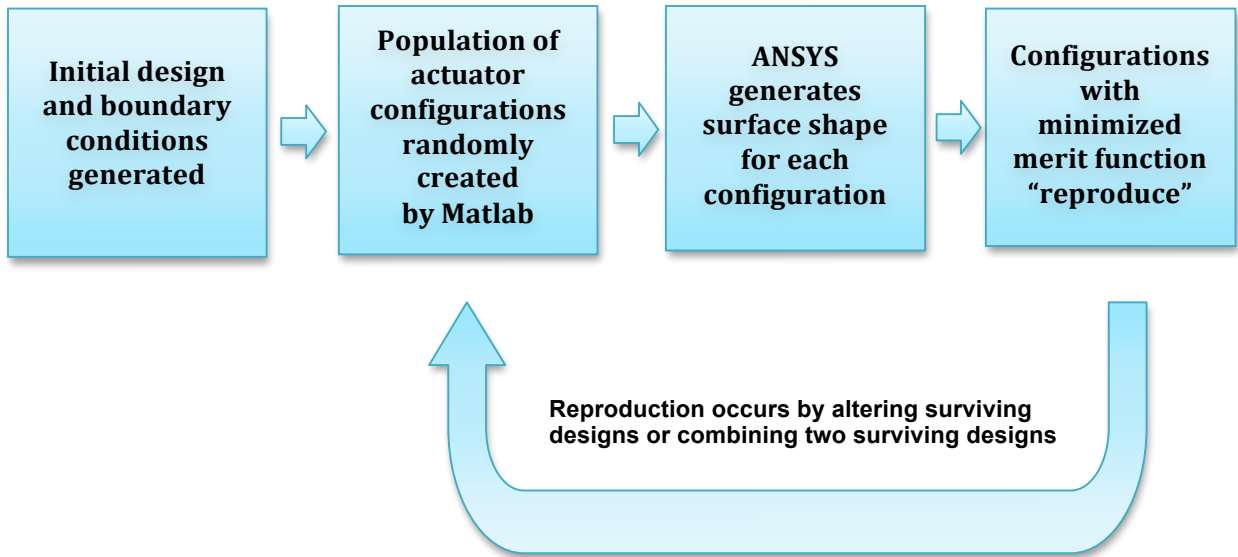 Initial design
and boundary
conditions
generated
Population of
actuator
configurations
randomly
created
by Matlab
ANSYS
generates
surface shape
for each
configuration
Configurations
with
minimized
merit function
“reproduce”
Reproduction occurs by altering surviving
designs or combining two surviving designs